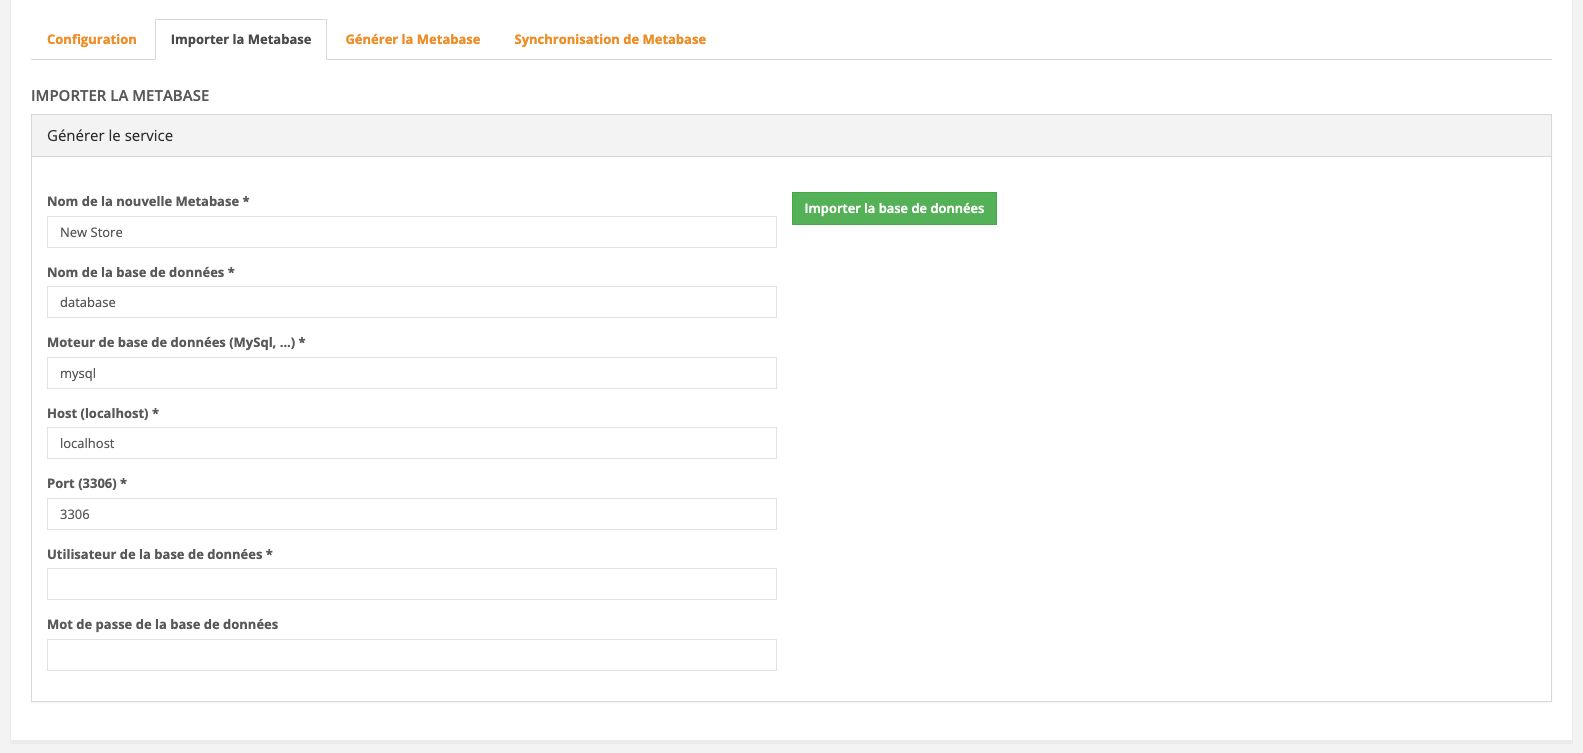 Configuration
Importer la Metabase
Générer la Metabase
Synchronisation de Metabase
IMPORTER LA METABASE
Générer le service
Nom de la nouvelle Metabase *
New Store
Importer la base de données
Nom de la base de données *
database
Moteur de base de données (MySql, ...) *
mysql
Host (localhost) *
localhost
Port (3306) *
3306
Utilisateur de la base de données *
Mot de passe de la base de données